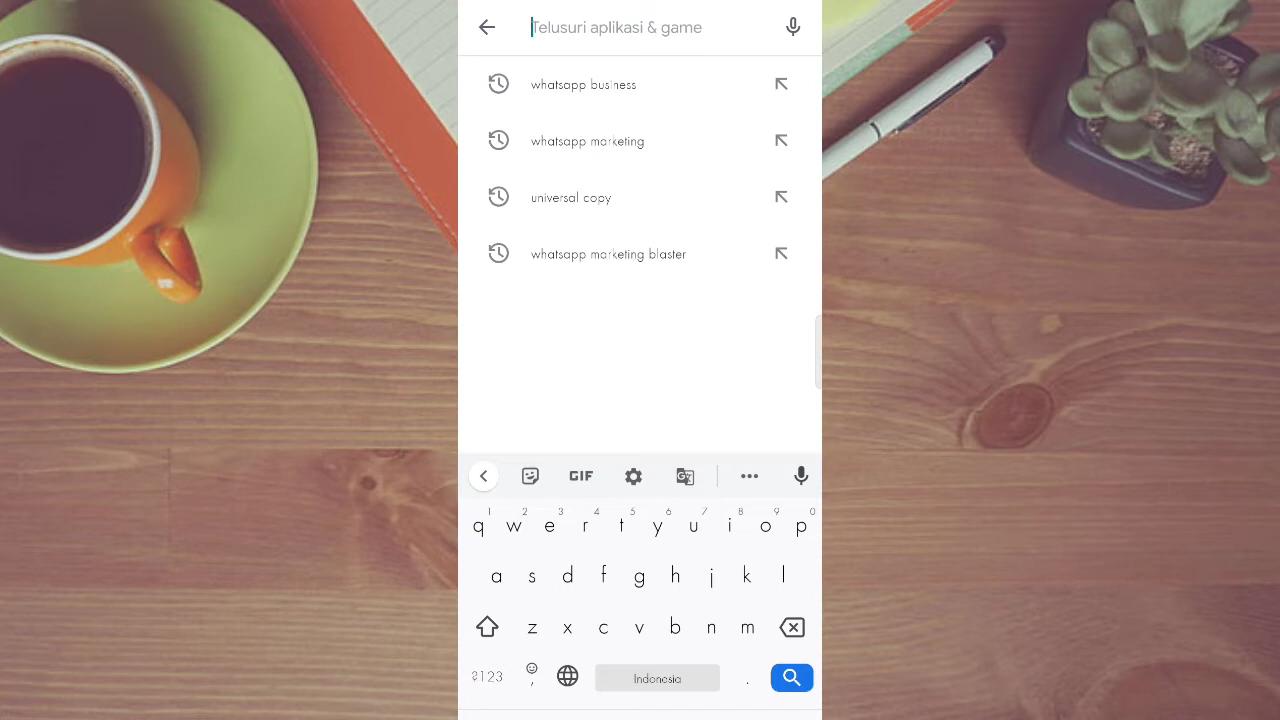 Telusuri aplikasi & game
whatsapp business
whatsapp marketing
universal copy
whatsapp marketing blaster
GIF
1 2 3 4 5 6 7 8 9 0
q w e r t y u i o p
a s d f g h j k l
z x c v b n m
?123 , Indonesia .